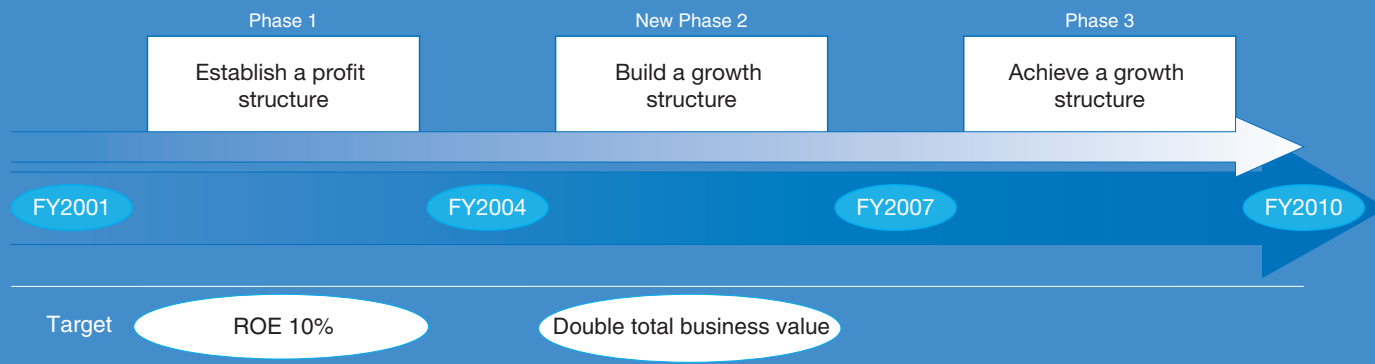 Phase 1
New Phase 2
Phase 3
Establish a profit
structure
Build a growth
structure
Achieve a growth
structure
FY2001
FY2004
FY2007
FY2010
Target
ROE 10%
Double total business value